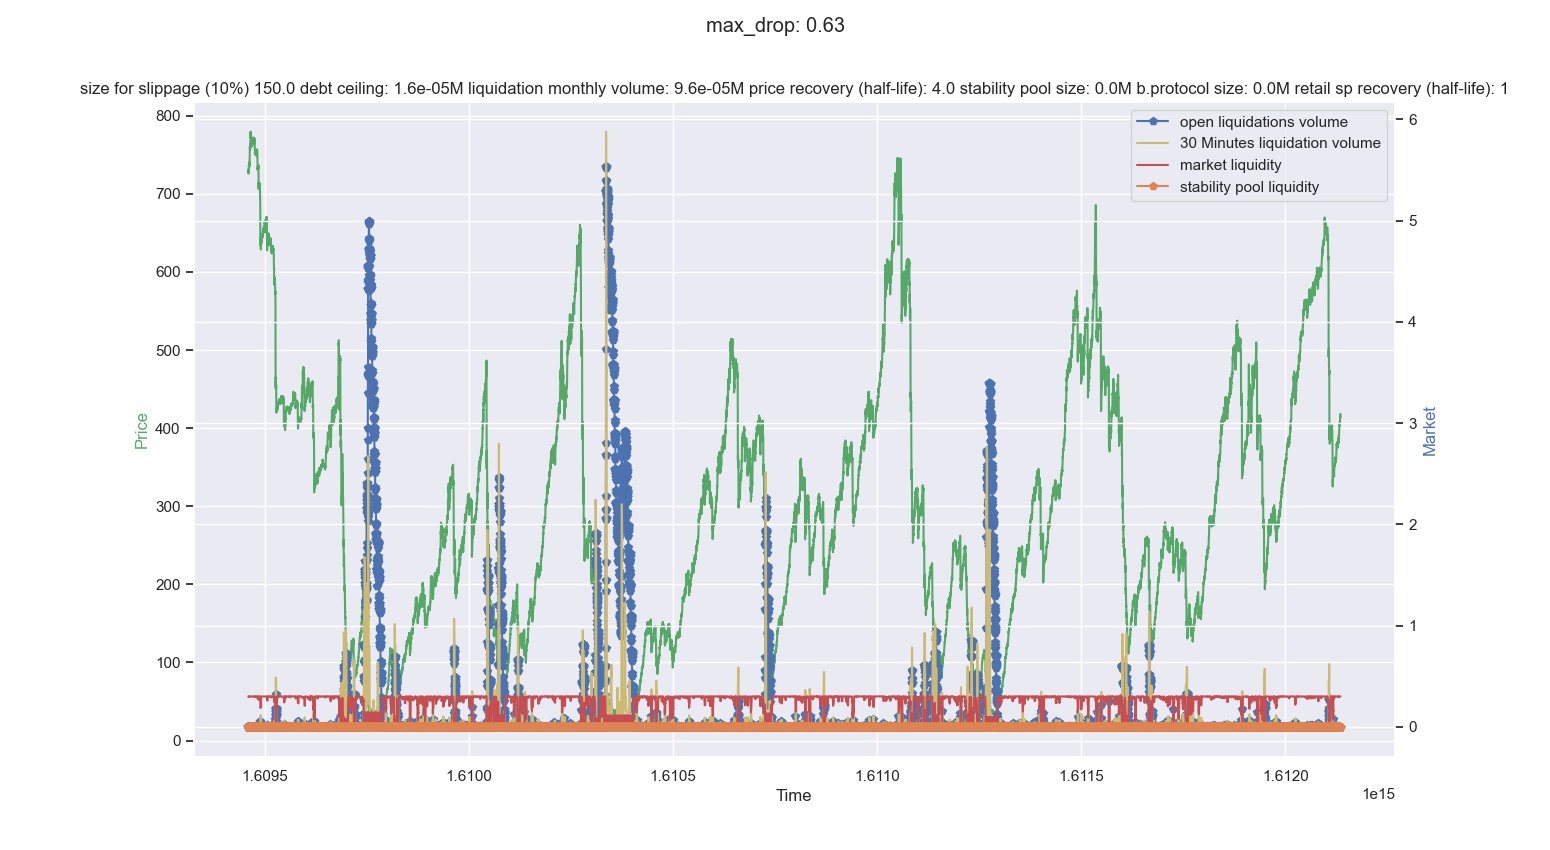 max_drop: 0.63
size for slippage (10%) 150.0 debt ceiling: 1.6e-05M liquidation monthly volume: 9.6e-05M price recovery (half-life): 4.0 stability pool size: 0.0M b.protocol size: 0.0M retail sp recovery (half-life): 1
open liquidations volume
30 Minutes liquidation volume
market liquidity
stability pool liquidity
800
700
600
500
400
300
200
100
0
Price
6
5
4
3
2
1
0
Market
1.6095 1.6100 1.6105 1.6110 1.6115 1.6120
Time
1e15